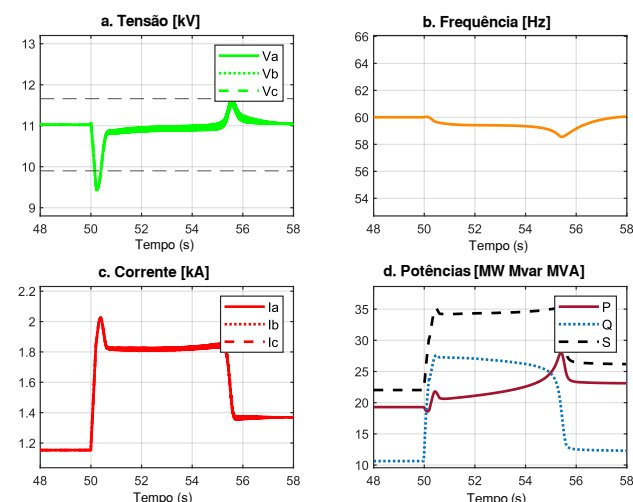 a. Tensão [kV]
13
12
11
10
9
48
50
52
54
56
58
Tempo (s)
Va
Vb
Vc
b. Frequência [Hz]
66
64
62
60
58
56
54
48
50
52
54
56
58
Tempo (s)
c. Corrente [kA]
2.2
2
1.8
1.6
1.4
1.2
48
50
52
54
56
58
Tempo (s)
Ia
Ib
Ic
d. Potências [MW Mvar MVA]
35
30
25
20
15
10
48
50
52
54
56
58
Tempo (s)
P
Q
S